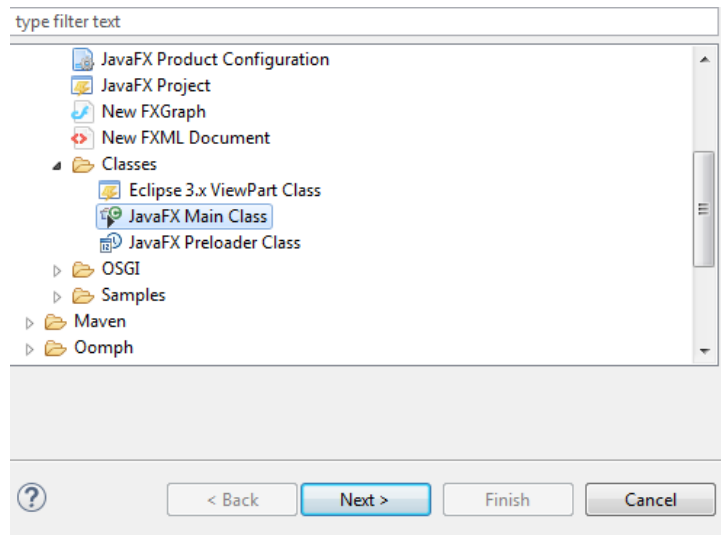 type filter text
JavaFX Product Configuration
JavaFX Project
New FXGraph
New FXML Document
Classes
Eclipse 3.x ViewPart Class
JavaFX Main Class
JavaFX Preloader Class
OSGI
Samples
Maven
Oomph
< Back Next > Finish Cancel